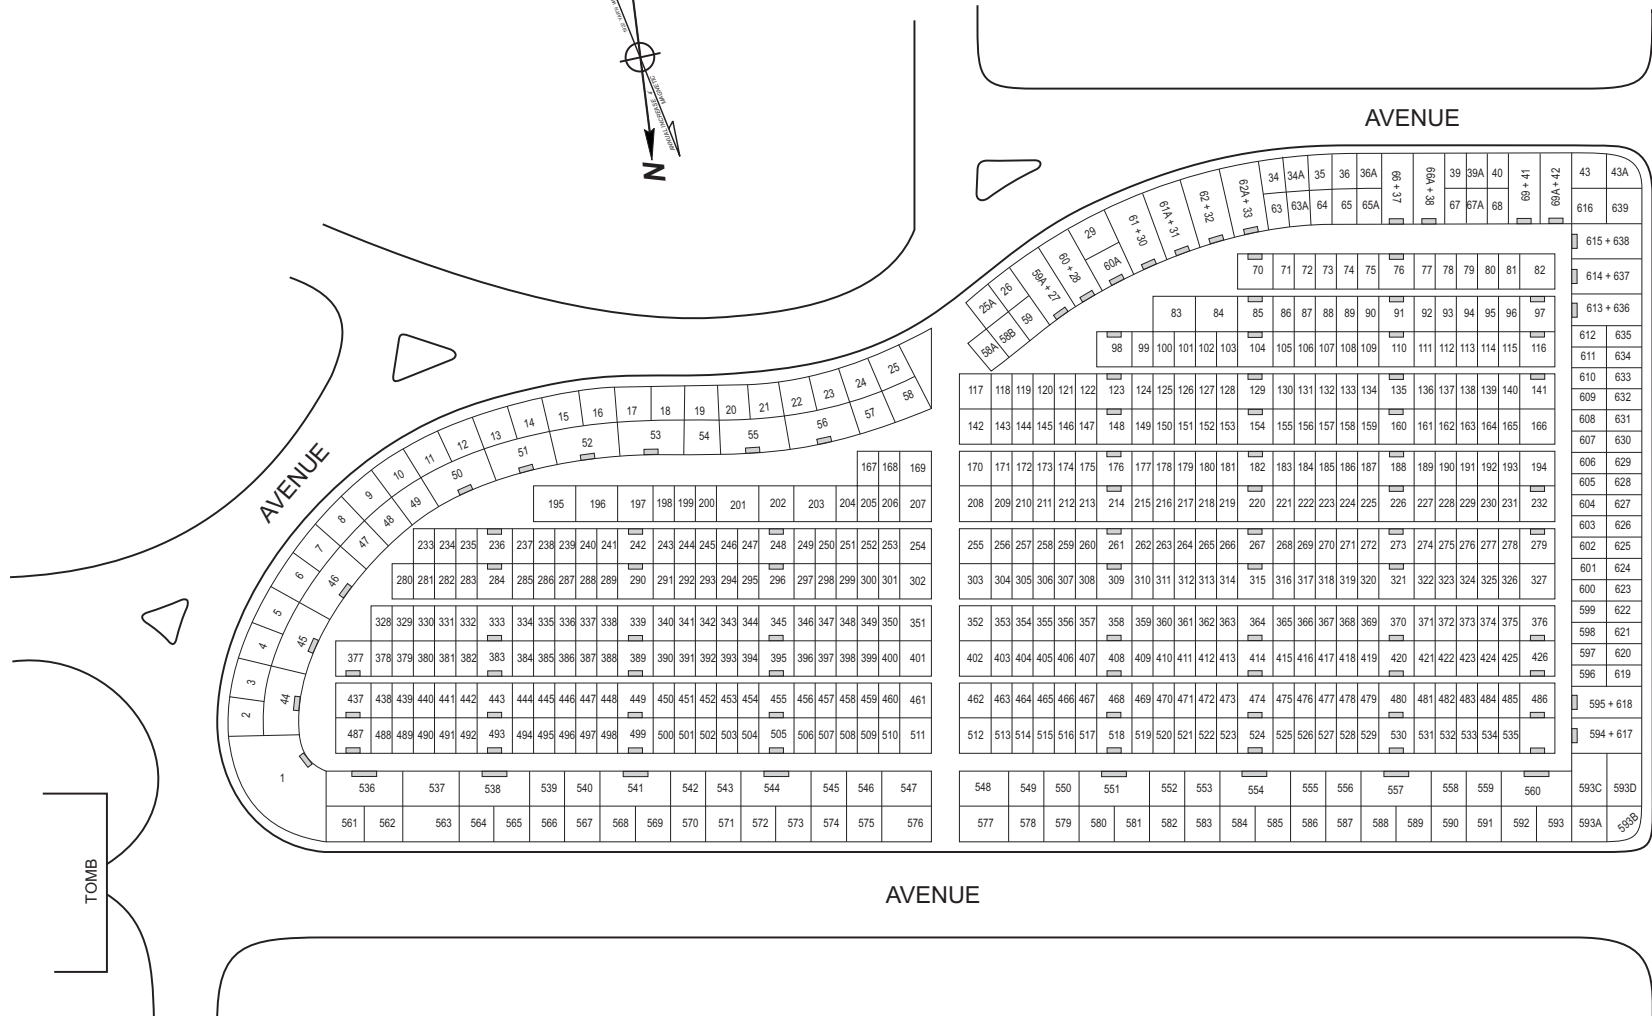 1920 TRUE N
MAGNETIC
ANNUAL INCREASE 4'
N
AVENUE
34 34A 35 36 36A 66 + 37 66A + 38 39 39A 40 69 + 41 69A + 42 43 43A
62A + 33 63 63A 64 65 65A 67 67A 68 616 639
62 + 32
61A + 31
61 + 30
29
60A
60 + 28
59A + 27
26
25A
59
58B
58A
615 + 638
70 71 72 73 74 75 76 77 78 79 80 81 82
614 + 637
83 84 85 86 87 88 89 90 91 92 93 94 95 96 97
613 + 636
98 99 100 101 102 103 104 105 106 107 108 109 110 111 112 113 114 115 116
612 635
611 634
610 633
117 118 119 120 121 122 123 124 125 126 127 128 129 130 131 132 133 134 135 136 137 138 139 140 141
609 632
142 143 144 145 146 147 148 149 150 151 152 153 154 155 156 157 158 159 160 161 162 163 164 165 166
608 631
607 630
606 629
605 628
604 627
603 626
602 625
601 624
600 623
599 622
598 621
597 620
596 619
595 + 618
594 + 617
593C 593D
593A 593B
AVENUE
1
2
3
4
5
6
7
8
9
10
11
12
13
14
15
16
17
18
19
20
21
22
23
24
25
44
45
46
47
48
49
50
51
52
53
54
55
56
57
58
167 168 169 170 171 172 173 174 175 176 177 178 179 180 181 182 183 184 185 186 187 188 189 190 191 192 193 194
195 196 197 198 199 200 201 202 203 204 205 206 207 208 209 210 211 212 213 214 215 216 217 218 219 220 221 222 223 224 225 226 227 228 229 230 231 232
233 234 235 236 237 238 239 240 241 242 243 244 245 246 247 248 249 250 251 252 253 254 255 256 257 258 259 260 261 262 263 264 265 266 267 268 269 270 271 272 273 274 275 276 277 278 279
280 281 282 283 284 285 286 287 288 289 290 291 292 293 294 295 296 297 298 299 300 301 302 303 304 305 306 307 308 309 310 311 312 313 314 315 316 317 318 319 320 321 322 323 324 325 326 327
328 329 330 331 332 333 334 335 336 337 338 339 340 341 342 343 344 345 346 347 348 349 350 351 352 353 354 355 356 357 358 359 360 361 362 363 364 365 366 367 368 369 370 371 372 373 374 375 376
377 378 379 380 381 382 383 384 385 386 387 388 389 390 391 392 393 394 395 396 397 398 399 400 401 402 403 404 405 406 407 408 409 410 411 412 413 414 415 416 417 418 419 420 421 422 423 424 425 426
437 438 439 440 441 442 443 444 445 446 447 448 449 450 451 452 453 454 455 456 457 458 459 460 461 462 463 464 465 466 467 468 469 470 471 472 473 474 475 476 477 478 479 480 481 482 483 484 485 486
487 488 489 490 491 492 493 494 495 496 497 498 499 500 501 502 503 504 505 506 507 508 509 510 511 512 513 514 515 516 517 518 519 520 521 522 523 524 525 526 527 528 529 530 531 532 533 534 535
536 537 538 539 540 541 542 543 544 545 546 547 548 549 550 551 552 553 554 555 556 557 558 559 560
561 562 563 564 565 566 567 568 569 570 571 572 573 574 575 576 577 578 579 580 581 582 583 584 585 586 587 588 589 590 591 592 593
TOMB
AVENUE